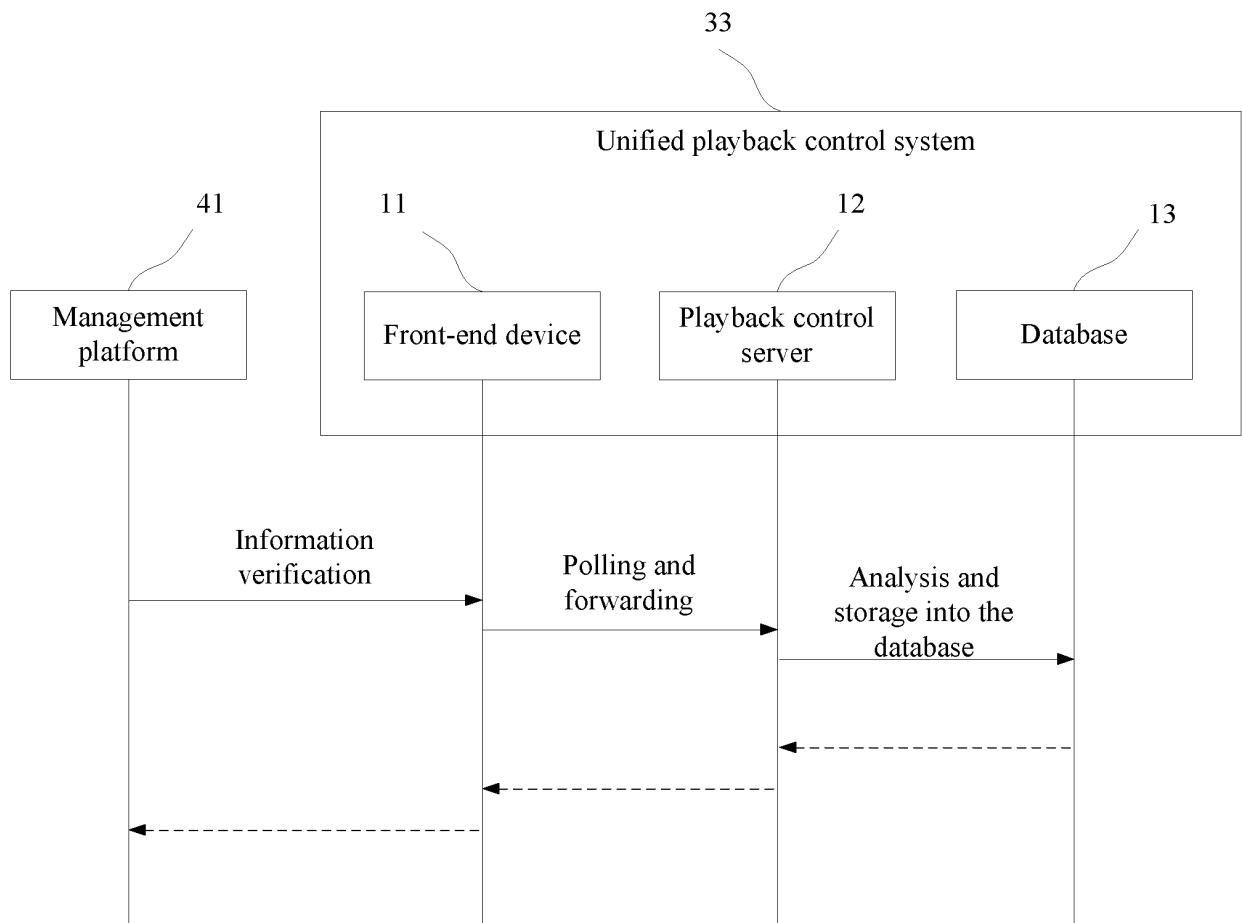 33
Unified playback control system
41
11
12
13
Management
platform
Front-end device
Playback control
server
Database
Information
verification
Polling and
forwarding
Analysis and
storage into the
database